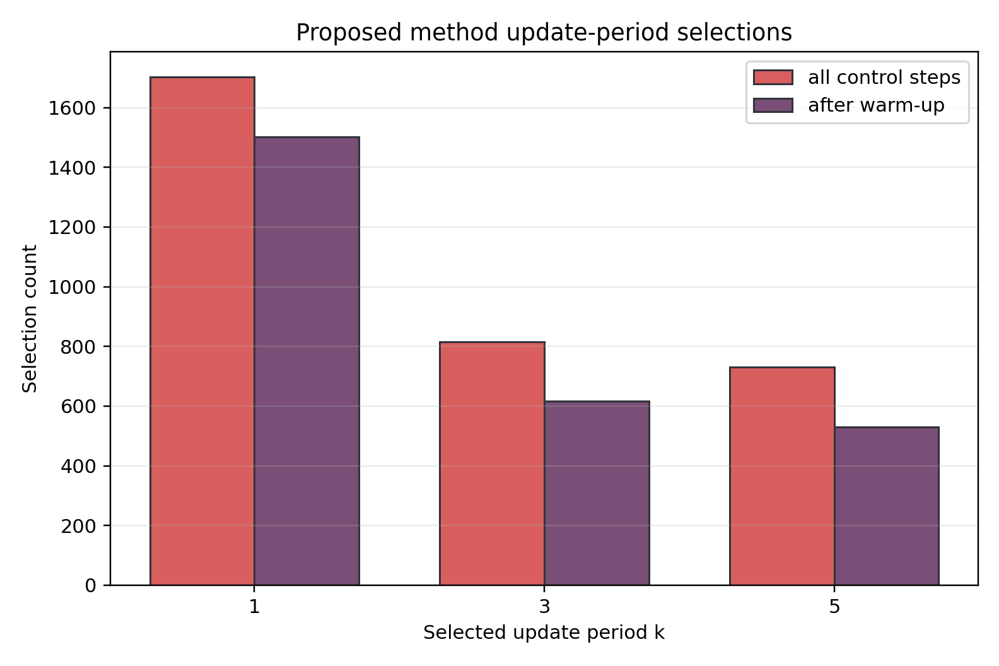 Proposed method update-period selections
all control steps
after warm-up
Selection count
1600
1400
1200
1000
800
600
400
200
0
1 3 5
Selected update period k